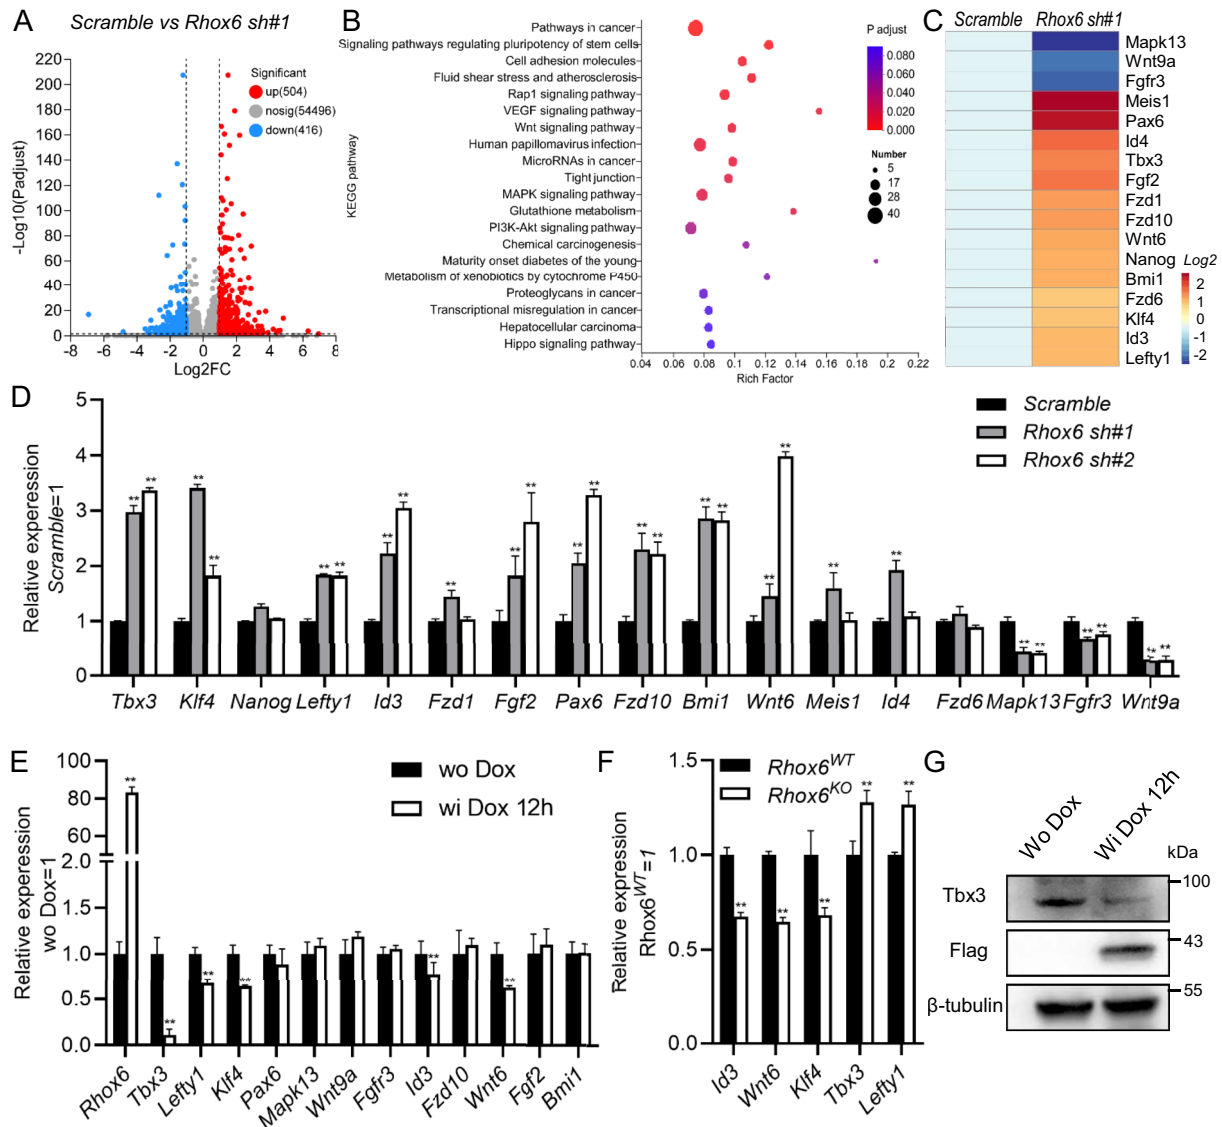 A
Scramble vs Rhox6 sh#1
-Log10(Padjust)
220
200
180
160
140
120
100
80
60
40
20
0
-8 -6 -4 -2 0 2 4 6 8
Log2FC
Significant
up(504)
nosig(54496)
down(416)
B
KEGG pathway
Pathways in cancer
Signaling pathways regulating pluripotency of stem cells
Cell adhesion molecules
Fluid shear stress and atherosclerosis
Rap1 signaling pathway
VEGF signaling pathway
Wnt signaling pathway
Human papillomavirus infection
MicroRNAs in cancer
Tight junction
MAPK signaling pathway
Glutathione metabolism
PI3K-Akt signaling pathway
Chemical carcinogenesis
Maturity onset diabetes of the young
Metabolism of xenobiotics by cytochrome P450
Proteoglycans in cancer
Transcriptional misregulation in cancer
Hepatocellular carcinoma
Hippo signaling pathway
0.04 0.06 0.08 0.1 0.12 0.14 0.16 0.18 0.2 0.22
Rich Factor
P adjust
0.080
0.060
0.040
0.020
0.000
Number
5
17
28
40
C
Scramble Rhox6 sh#1
Mapk13
Wnt9a
Fgfr3
Meis1
Pax6
Id4
Tbx3
Fgf2
Fzd1
Fzd10
Wnt6
Nanog
Bmi1
Fzd6
Klf4
Id3
Lefty1
Log2
2
1
0
-1
-2
D
Relative experession
Scramble=1
5
4
3
2
1
0
** ** ** ** ** ** ** ** ** ** ** ** ** ** ** ** ** ** ** ** ** ** ** ** ** ** ** **
Tbx3 Klf4 Nanog Lefty1 Id3 Fzd1 Fgf2 Pax6 Fzd10 Bmi1 Wnt6 Meis1 Id4 Fzd6 Mapk13 Fgfr3 Wnt9a
Scramble
Rhox6 sh#1
Rhox6 sh#2
E
Relative experession
wo Dox=1
100
80
60
40
2.0
1.5
1.0
0.5
0.0
** ** ** ** ** **
Rhox6 Tbx3 Lefty1 Klf4 Pax6 Mapk13 Wnt9a Fgfr3 Id3 Fzd10 Wnt6 Fgf2 Bmi1
wo Dox
wi Dox 12h
F
Relative experession
Rhox6WT=1
1.5
1.0
0.5
0.0
** ** ** ** **
Id3 Wnt6 Klf4 Tbx3 Lefty1
Rhox6WT
Rhox6KO
G
Wo Dox Wi Dox 12h
kDa
Tbx3 100
Flag 43
β-tubulin 55